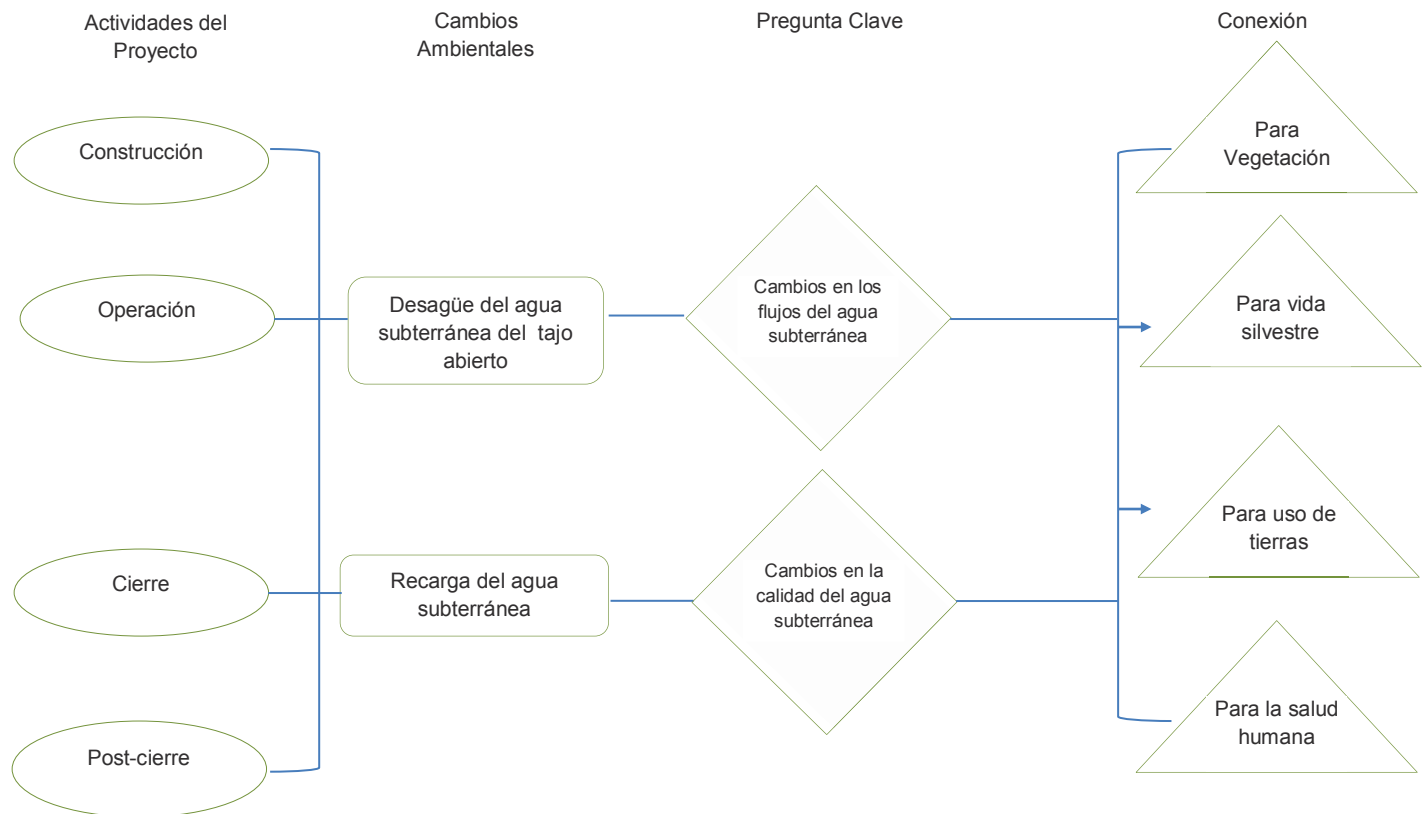 Actividades del
Proyecto
Cambios
Ambientales
Pregunta Clave
Conexión
Construcción
Operación
Cierre
Post-cierre
Desagüe del agua
subterránea del tajo
abierto
Recarga del agua
subterránea
Cambios en los
flujos del agua
subterránea
Cambios en la
calidad del agua
subterránea
Para
Vegetación
Para vida
silvestre
Para uso de
tierras
Para la salud
humana